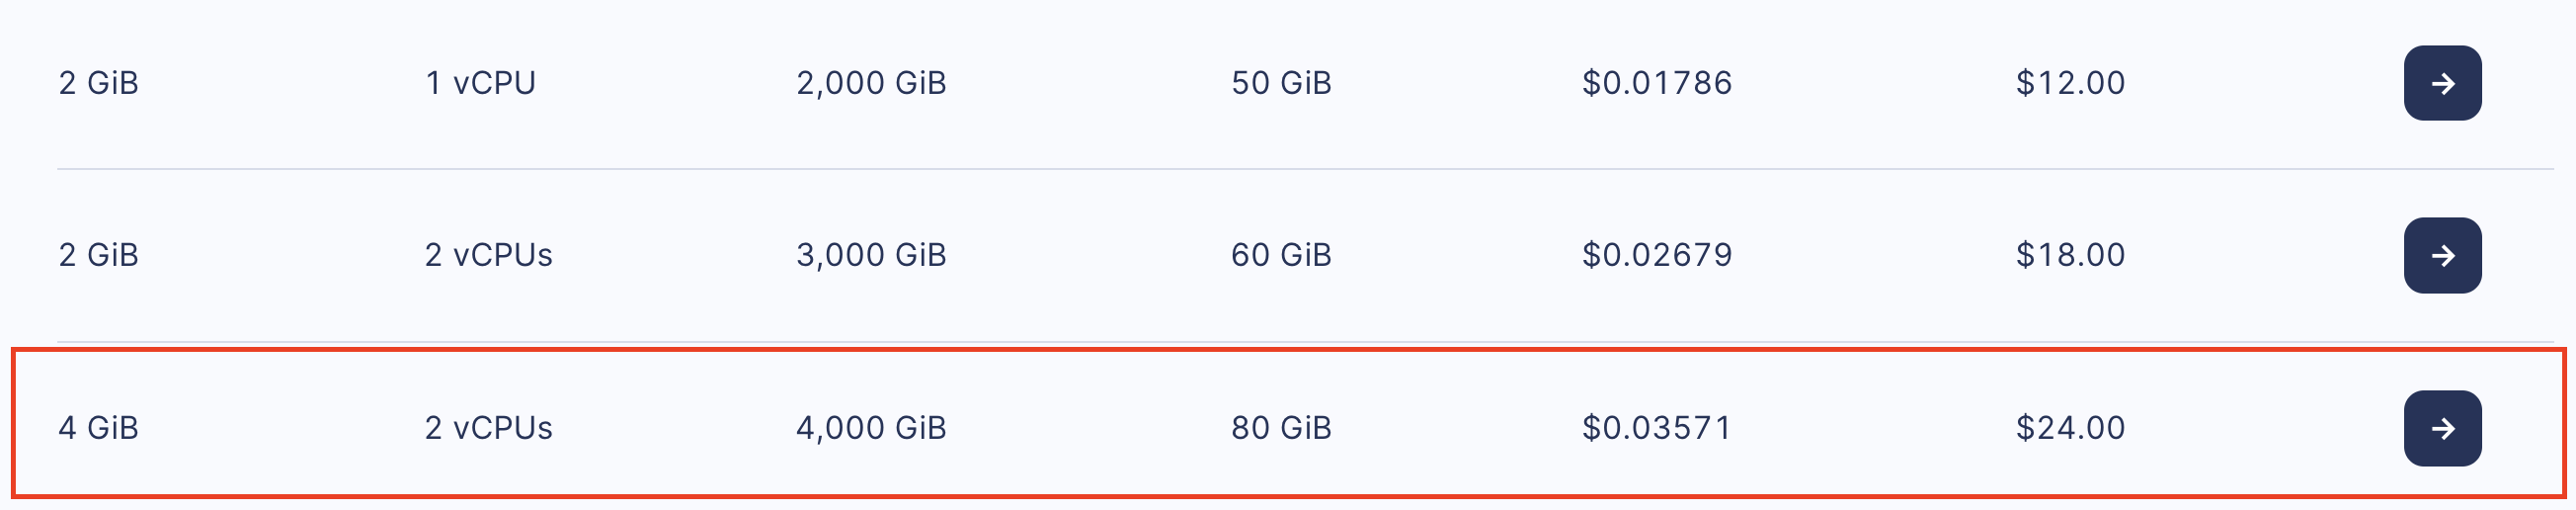 2 GiB 1 vCPU 2,000 GiB 50 GiB $0.01786 $12.00
2 GiB 2 vCPUs 3,000 GiB 60 GiB $0.02679 $18.00
4 GiB 2 vCPUs 4,000 GiB 80 GiB $0.03571 $24.00